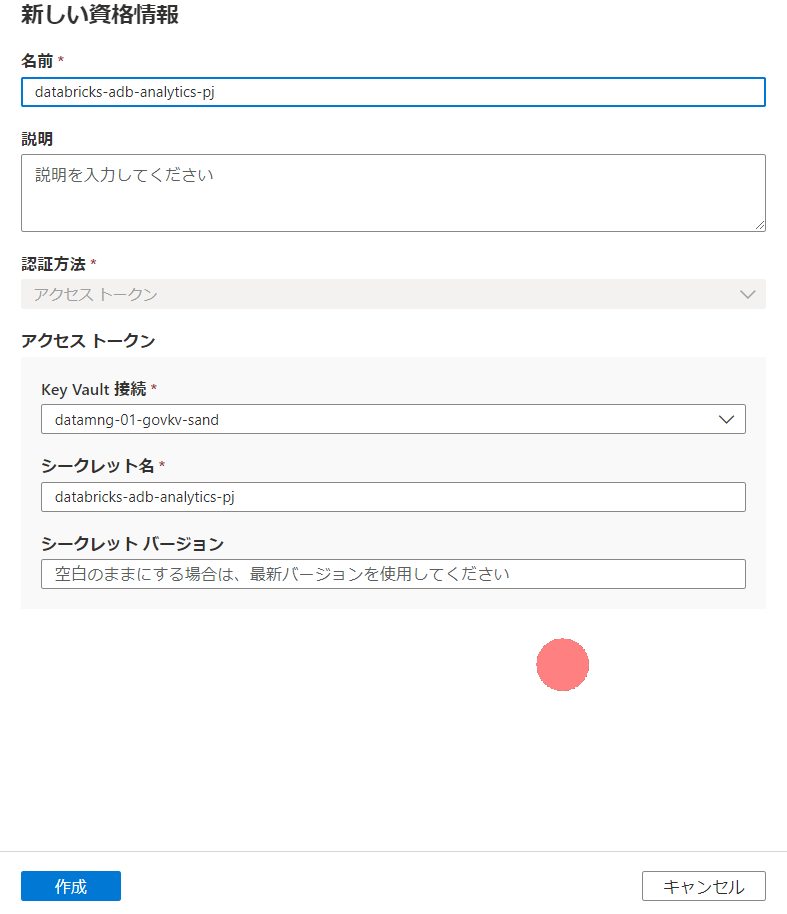 新しい資格情報
名前 *
databricks-adb-analytics-pj
説明
説明を入力してください
認証方法 *
アクセス トークン
アクセス トークン
Key Vault 接続 *
datamng-01-govkv-sand
シークレット名 *
databricks-adb-analytics-pj
シークレット バージョン
空白のままにする場合は、最新バージョンを使用してください
作成
キャンセル